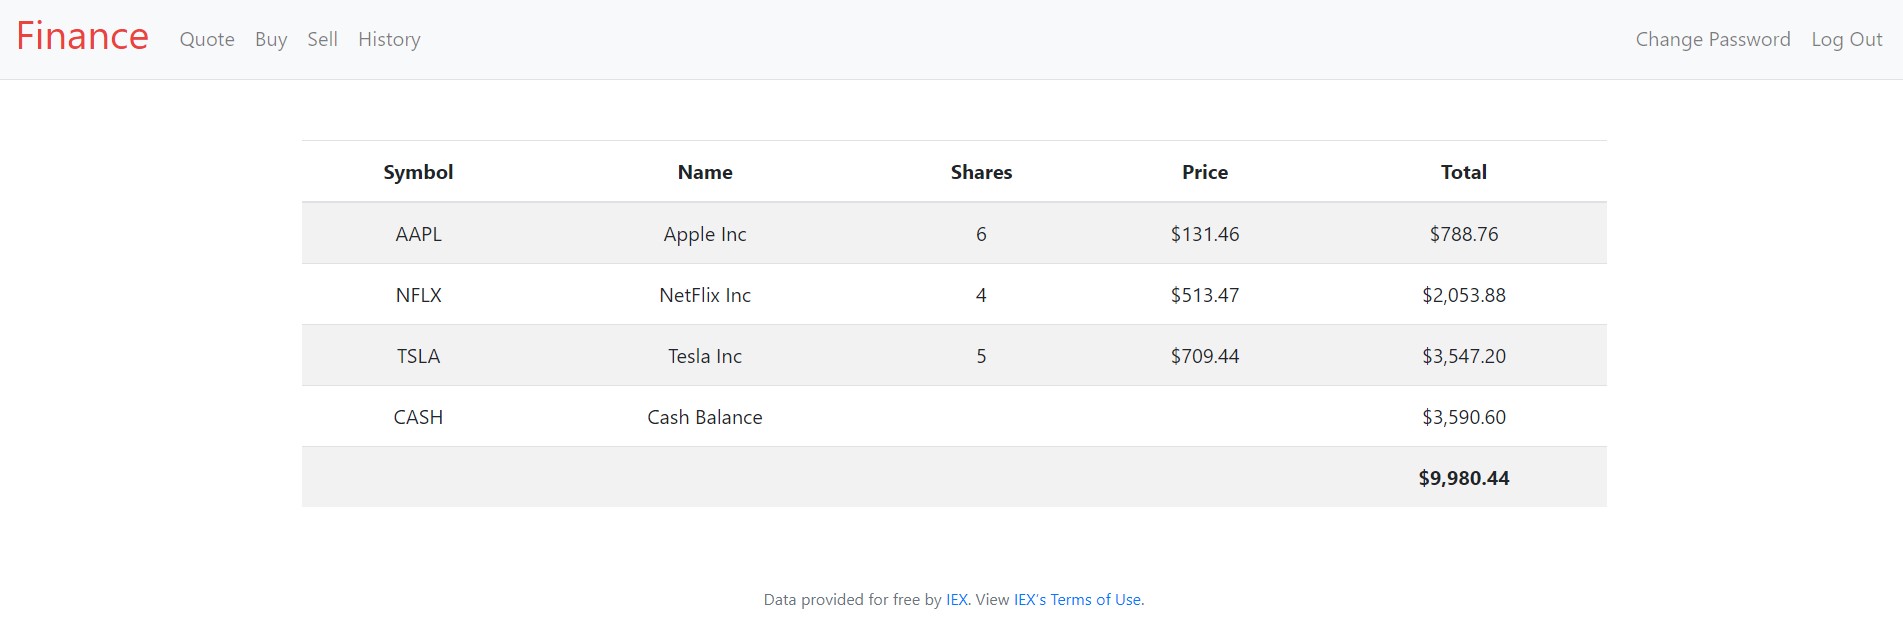 Finance Quote Buy Sell History Change Password Log Out
Symbol Name Shares Price Total
AAPL Apple Inc 6 $131.46 $788.76
NFLX NetFlix Inc 4 $513.47 $2,053.88
TSLA Tesla Inc 5 $709.44 $3,547.20
CASH Cash Balance $3,590.60
$9,980.44
Data provided for free by IEX. View IEX's Terms of Use.